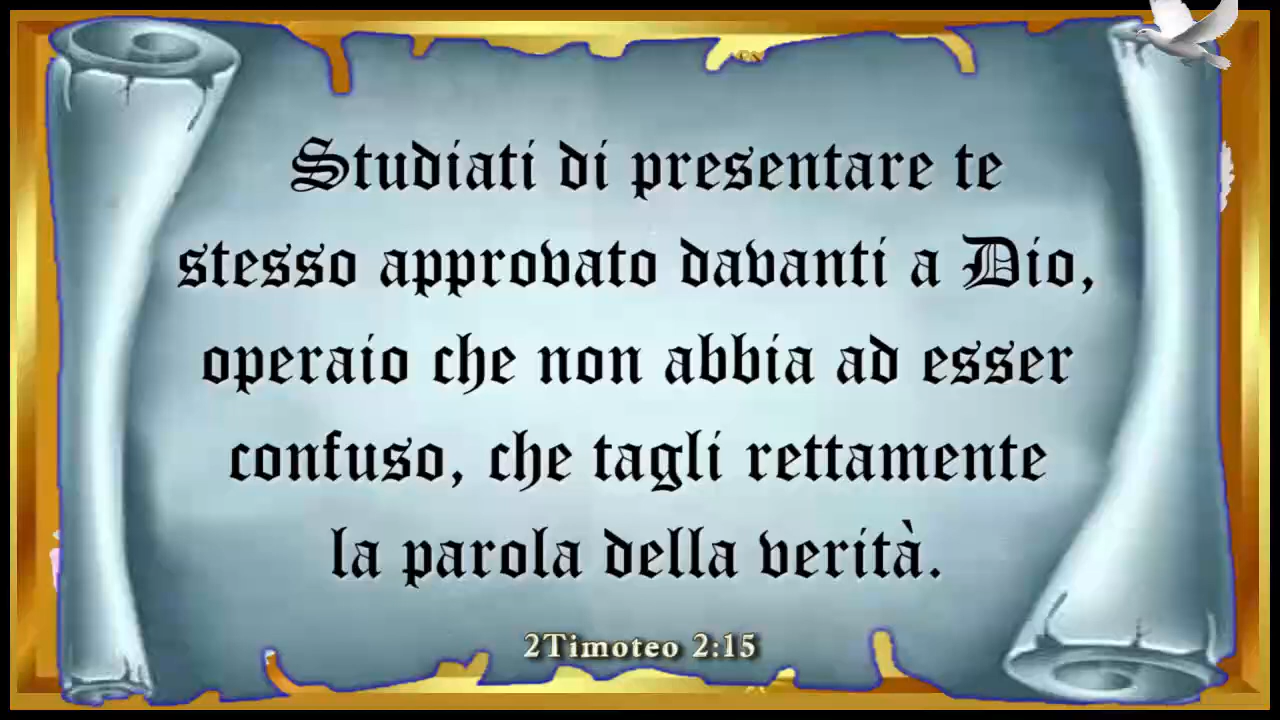 Studiati di presentare te
stesso approvato davanti a Dio,
operaio che non abbia ad esser
confuso, che tagli rettamente
la parola della verità.
2Timoteo 2:15